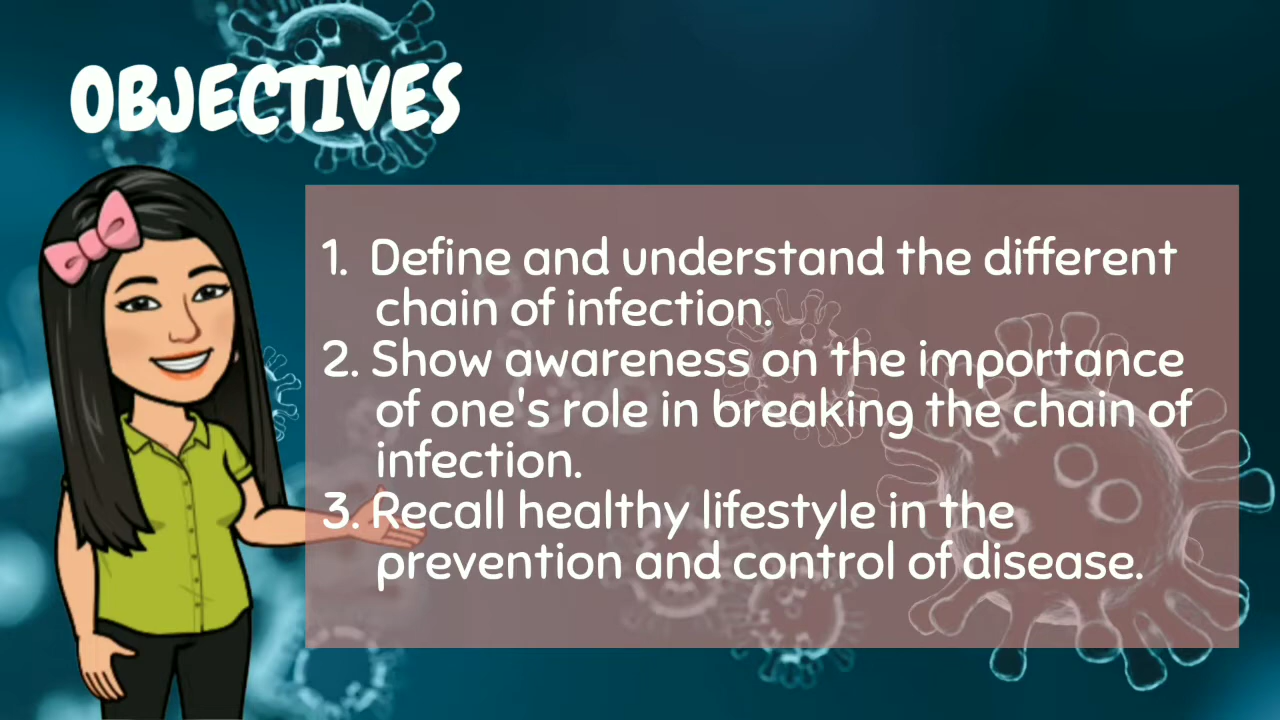 OBJECTIVES
1. Define and understand the different
chain of infection.
2. Show awareness on the importance
of one's role in breaking the chain of
infection.
3. Recall healthy lifestyle in the
prevention and control of disease.